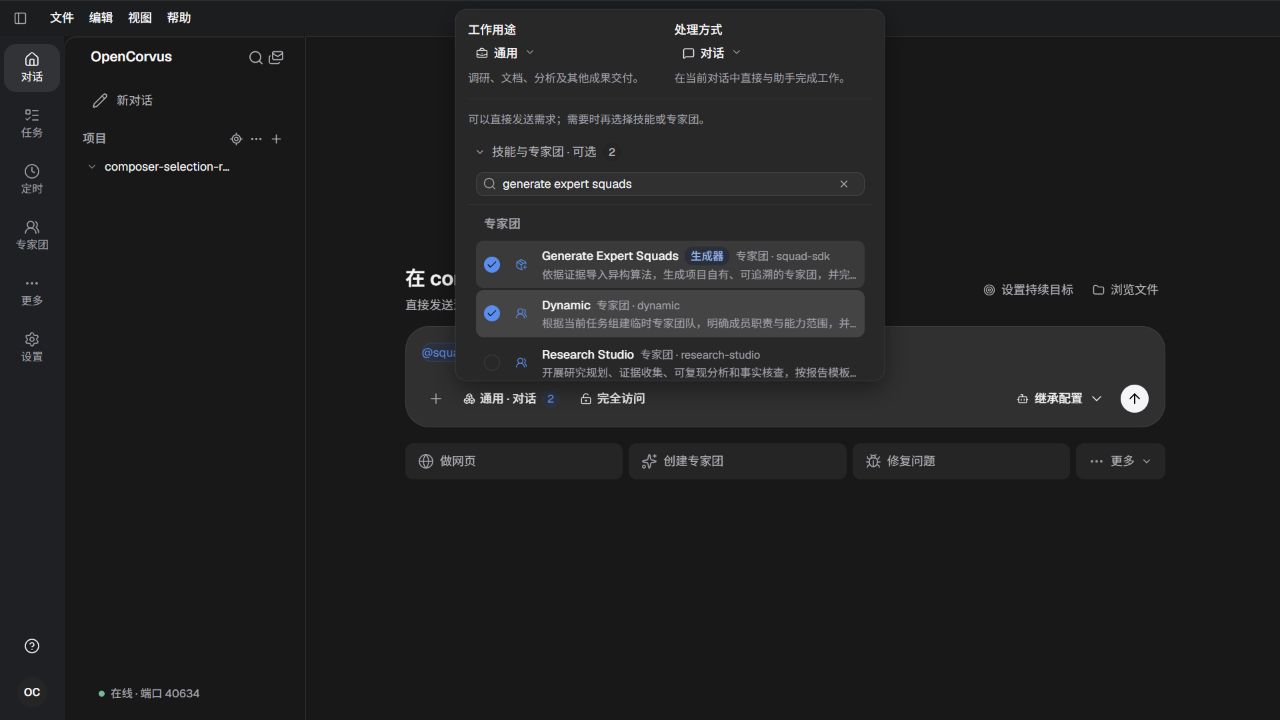 文件 编辑 视图 帮助
对话
任务
定时
专家团
更多
设置
OC
OpenCorvus
新对话
项目
composer-selection-r...
在线 · 端口 40634
工作用途
通用
调研、文档、分析及其他成果交付。
处理方式
对话
在当前对话中直接与助手完成工作。
可以直接发送需求；需要时再选择技能或专家团。
技能与专家团 · 可选 2
generate expert squads
专家团
Generate Expert Squads 生成器 专家团 · squad-sdk
依据证据导入异构算法，生成项目自有、可追溯的专家团，并完...
Dynamic 专家团 · dynamic
根据当前任务组建临时专家团队，明确成员职责与能力范围，并...
Research Studio 专家团 · research-studio
开展研究规划、证据收集、可复现分析和事实核查，按报告模板...
在 co
直接发送
设置持续目标 浏览文件
@squa
通用 · 对话 2 完全访问 继承配置
做网页 创建专家团 修复问题 更多